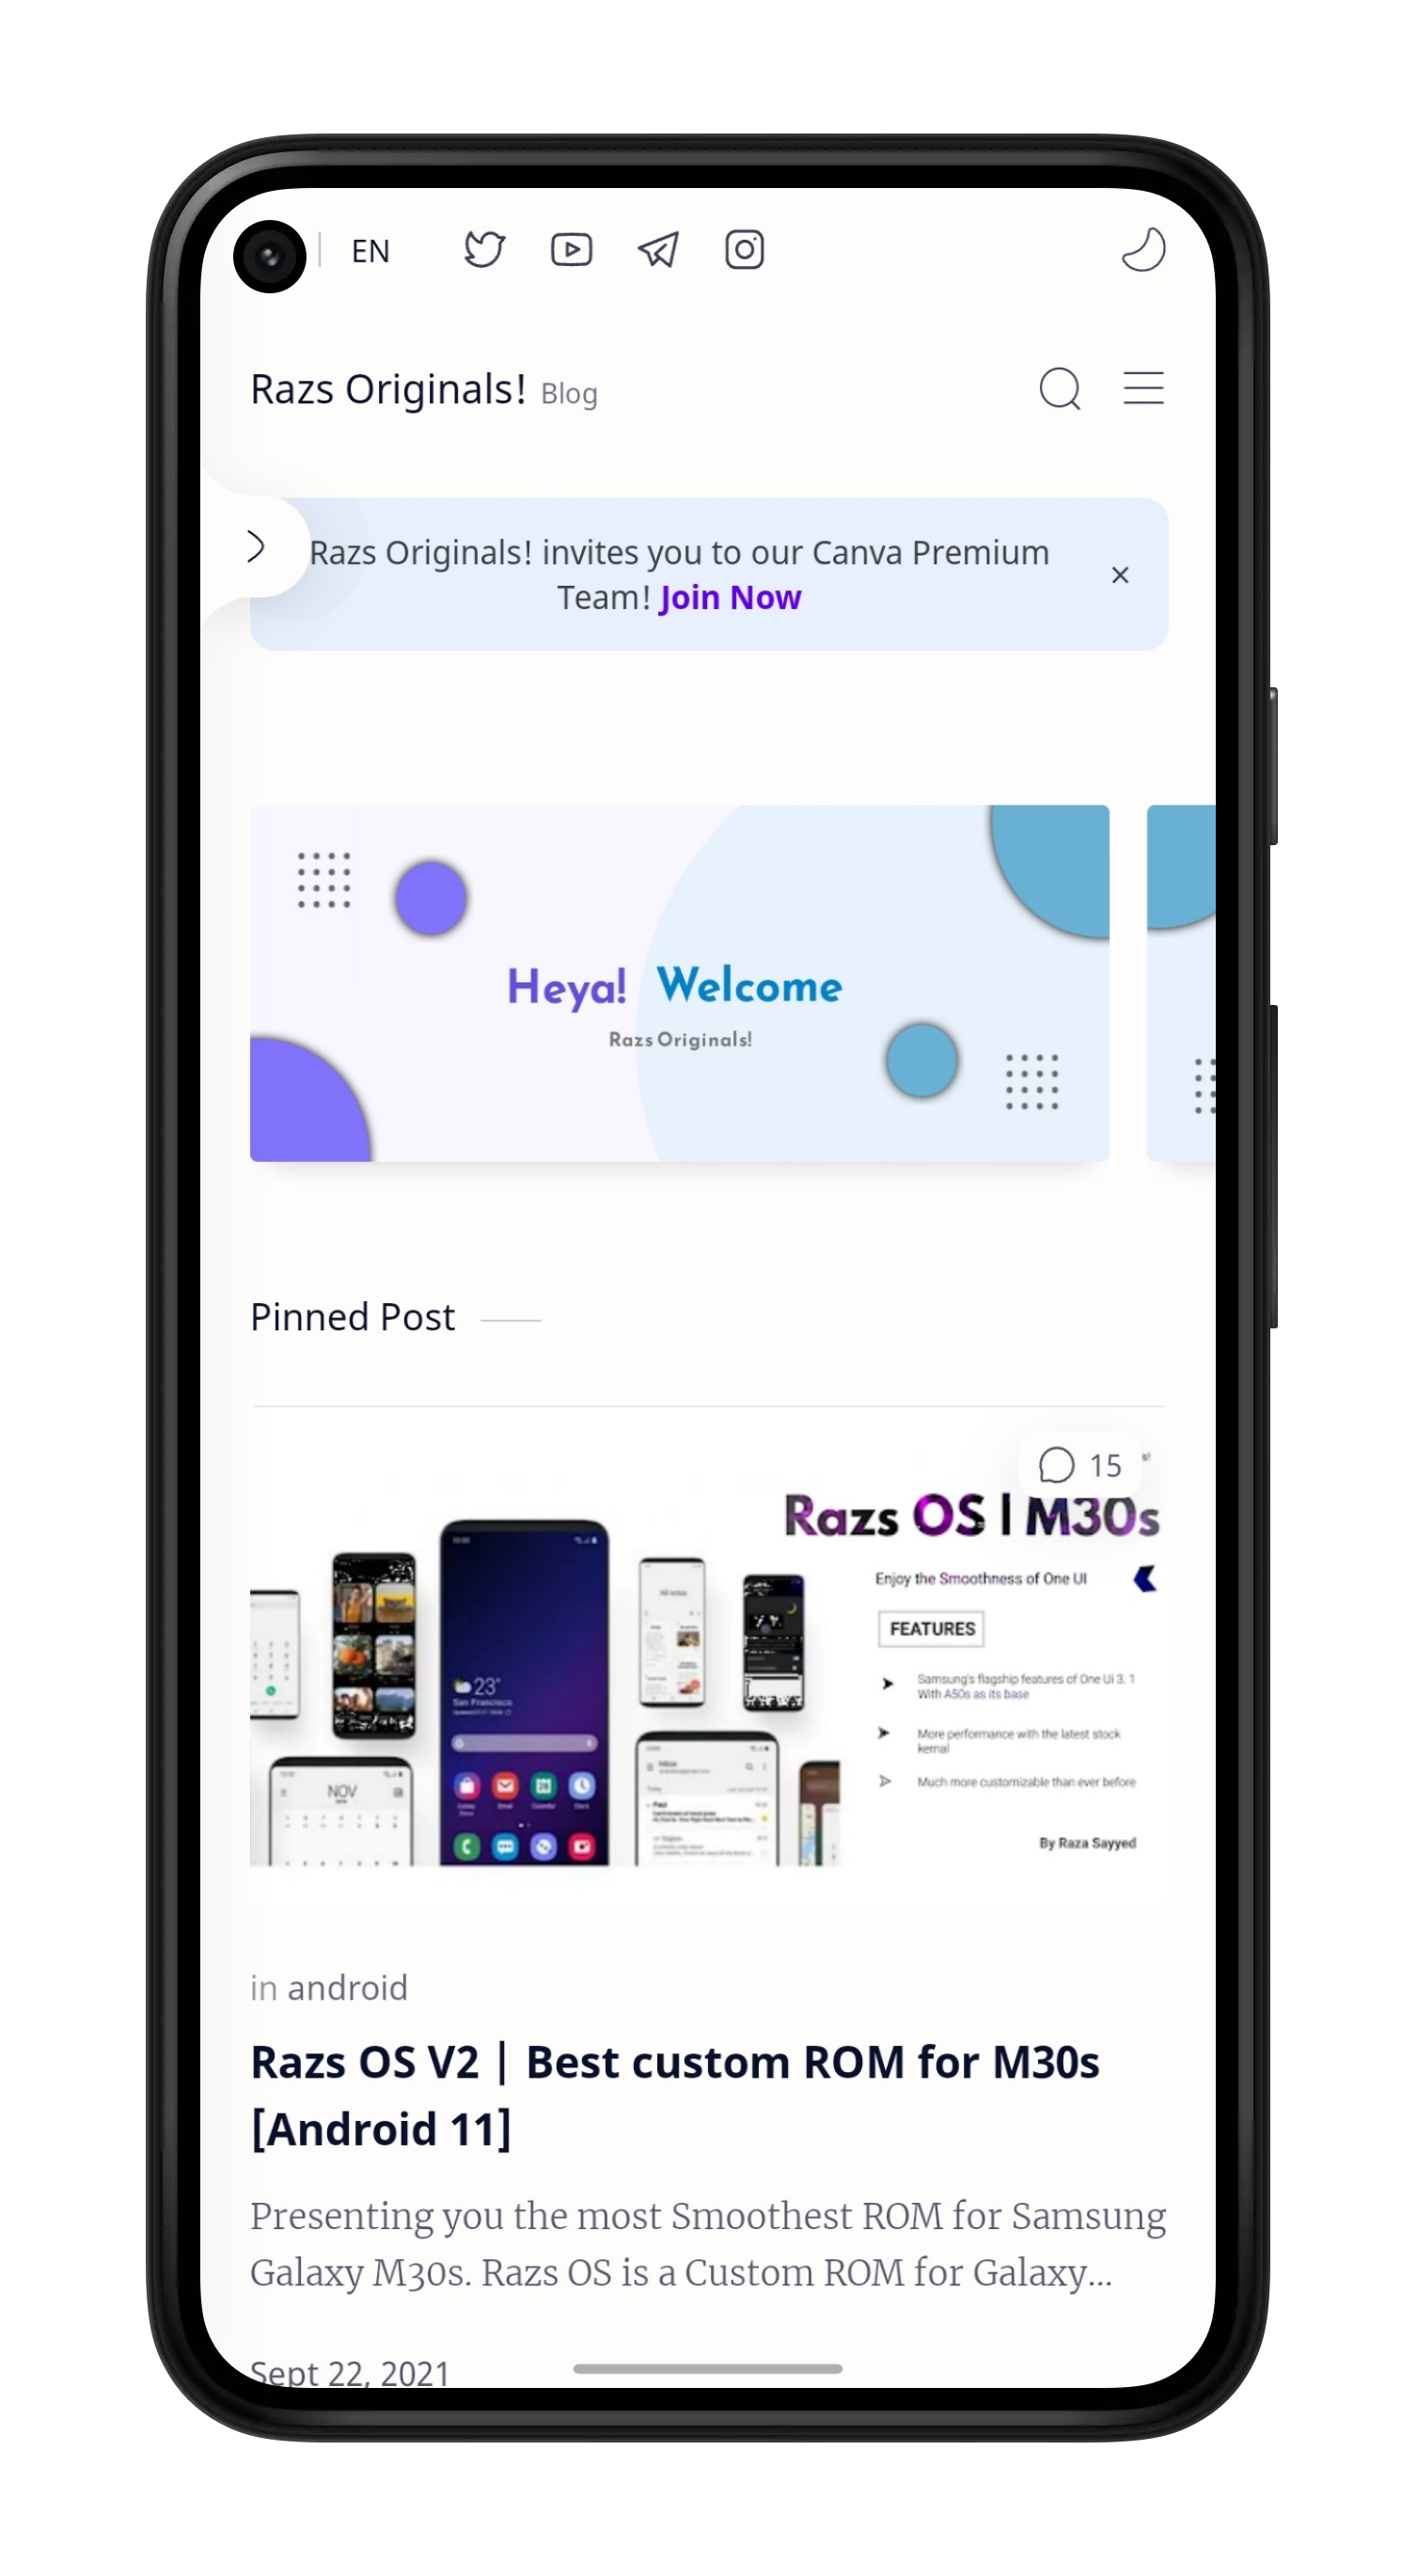 EN
Razs Originals! Blog
Razs Originals! invites you to our Canva Premium
Team! Join Now
Heya! Welcome
Razs Originals!
Pinned Post
15
Razs OS | M30s
Enjoy the Smoothness of One UI
FEATURES
Samsung's flagship features of One Ui 3. 1
With A50s as its base
More performance with the latest stock
kernal
Much more customizable than ever before
By Raza Sayyed
23°
San Francisco
NOV
Inbox
in android
Razs OS V2 | Best custom ROM for M30s
[Android 11]
Presenting you the most Smoothest ROM for Samsung
Galaxy M30s. Razs OS is a Custom ROM for Galaxy...
Sept 22, 2021